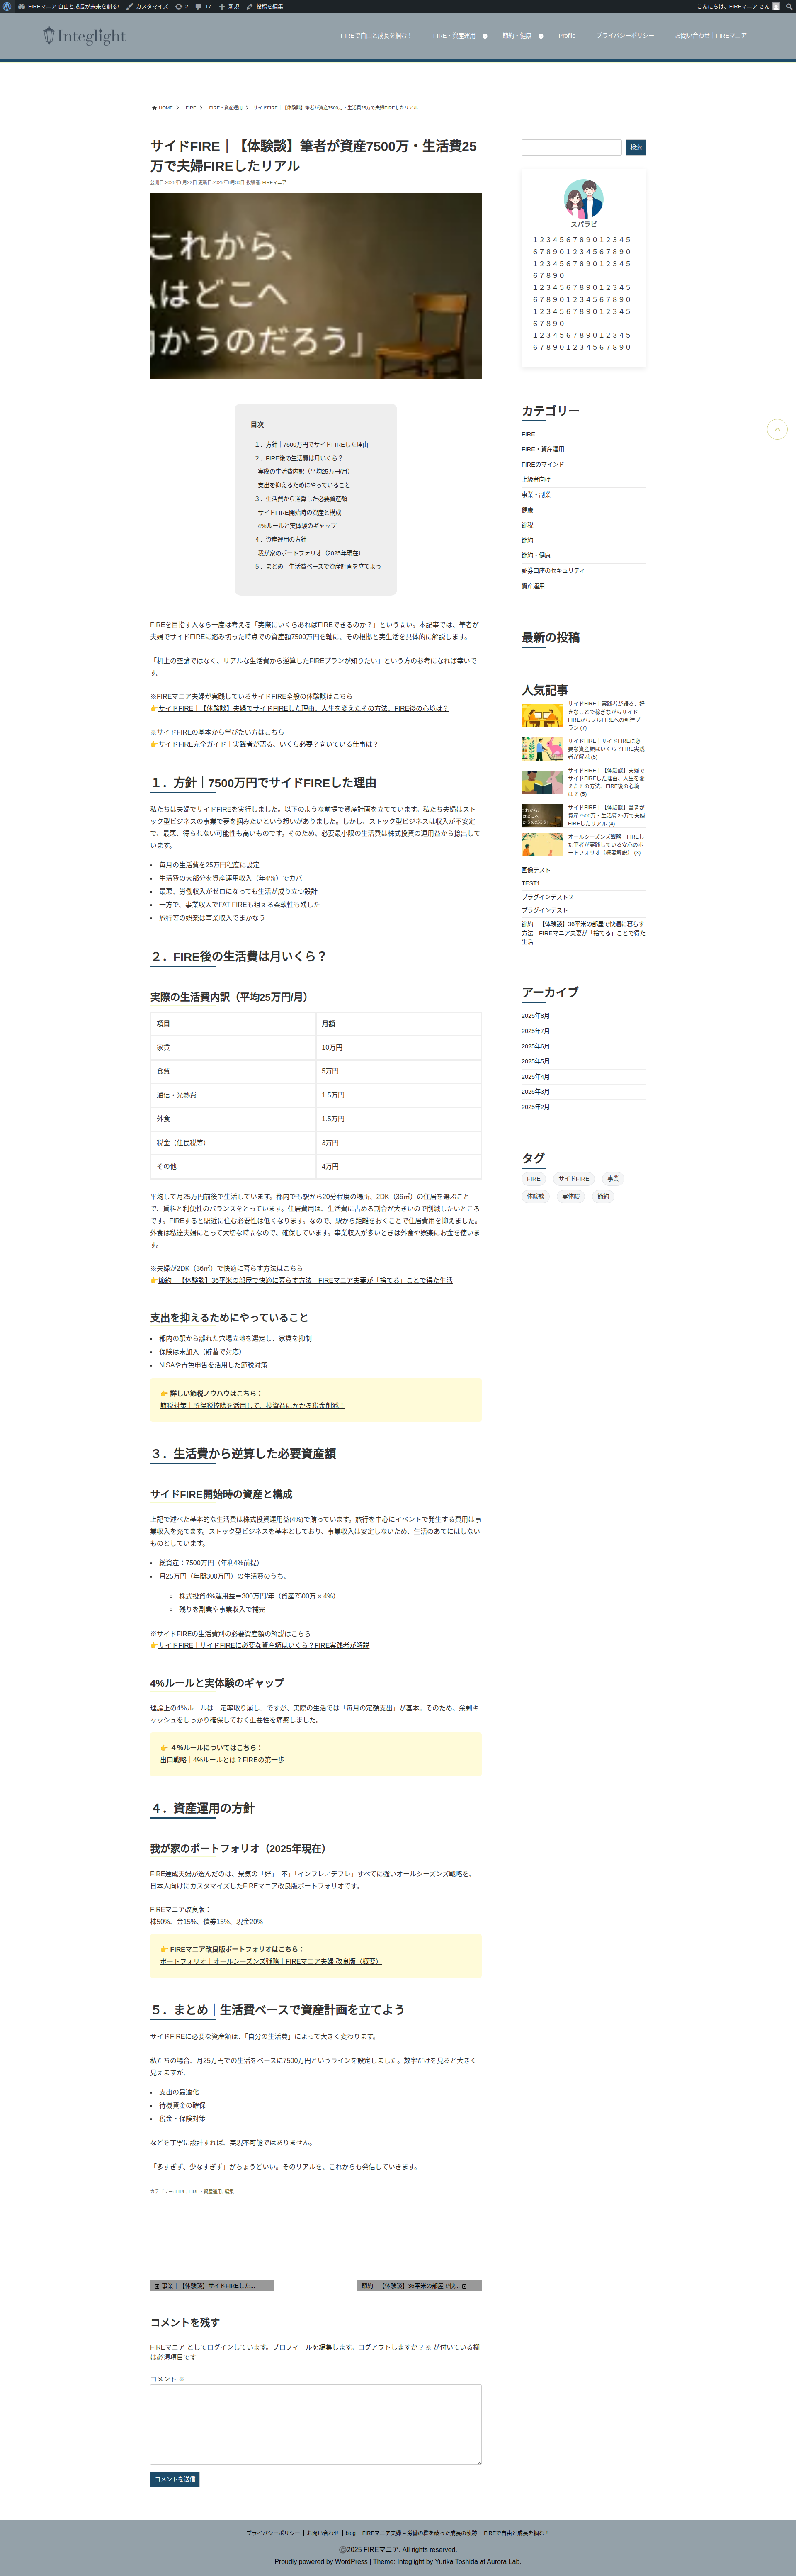 FIREマニア 自由と成長が未来を創る! カスタマイズ 2 17 新規 投稿を編集 こんにちは、FIREマニア さん
Integlight
FIREで自由と成長を掴む！ FIRE・資産運用 節約・健康 Profile プライバシーポリシー お問い合わせ｜FIREマニア
HOME FIRE FIRE・資産運用 サイドFIRE｜【体験談】筆者が資産7500万・生活費25万で夫婦FIREしたリアル
サイドFIRE｜【体験談】筆者が資産7500万・生活費25
万で夫婦FIREしたリアル
公開日:2025年6月22日 更新日:2025年8月30日 投稿者: FIREマニア
これから、
はどこへ
向かうのだろう」
目次
１．方針｜7500万円でサイドFIREした理由
２．FIRE後の生活費は月いくら？
実際の生活費内訳（平均25万円/月）
支出を抑えるためにやっていること
３．生活費から逆算した必要資産額
サイドFIRE開始時の資産と構成
4%ルールと実体験のギャップ
４．資産運用の方針
我が家のポートフォリオ（2025年現在）
５．まとめ｜生活費ベースで資産計画を立てよう
FIREを目指す人なら一度は考える「実際にいくらあればFIREできるのか？」という問い。本記事では、筆者が
夫婦でサイドFIREに踏み切った時点での資産額7500万円を軸に、その根拠と実生活を具体的に解説します。
「机上の空論ではなく、リアルな生活費から逆算したFIREプランが知りたい」という方の参考になれば幸いで
す。
※FIREマニア夫婦が実践しているサイドFIRE全般の体験談はこちら
👉サイドFIRE｜【体験談】夫婦でサイドFIREした理由、人生を変えたその方法、FIRE後の心境は？
※サイドFIREの基本から学びたい方はこちら
👉サイドFIRE完全ガイド｜実践者が語る、いくら必要？向いている仕事は？
１．方針｜7500万円でサイドFIREした理由
私たちは夫婦でサイドFIREを実行しました。以下のような前提で資産計画を立てています。私たち夫婦はスト
ック型ビジネスの事業で夢を掴みたいという想いがありました。しかし、ストック型ビジネスは収入が不安定
で、最悪、得られない可能性も高いものです。そのため、必要最小限の生活費は株式投資の運用益から捻出して
います。
• 毎月の生活費を25万円程度に設定
• 生活費の大部分を資産運用収入（年4%）でカバー
• 最悪、労働収入がゼロになっても生活が成り立つ設計
• 一方で、事業収入でFAT FIREも狙える柔軟性も残した
• 旅行等の娯楽は事業収入でまかなう
２．FIRE後の生活費は月いくら？
実際の生活費内訳（平均25万円/月）
項目 月額
家賃 10万円
食費 5万円
通信・光熱費 1.5万円
外食 1.5万円
税金（住民税等） 3万円
その他 4万円
平均して月25万円前後で生活しています。都内でも駅から20分程度の場所。2DK（36㎡）の住居を選ぶこと
で、賃料と利便性のバランスをとっています。住居費用は、生活費に占める割合が大きいので削減したいところ
です。FIREすると駅近に住む必要性は低くなります。なので、駅から距離をおくことで住居費用を抑えました。
外食は私達夫婦にとって大切な時間なので、確保しています。事業収入が多いときは外食や娯楽にお金を使いま
す。
※夫婦が2DK（36㎡）で快適に暮らす方法はこちら
👉節約｜【体験談】36平米の部屋で快適に暮らす方法｜FIREマニア夫妻が「捨てる」ことで得た生活
支出を抑えるためにやっていること
• 都内の駅から離れた穴場立地を選定し、家賃を抑制
• 保険は未加入（貯蓄で対応）
• NISAや青色申告を活用した節税対策
👉 詳しい節税ノウハウはこちら：
節税対策｜所得税控除を活用して、投資益にかかる税金削減！
３．生活費から逆算した必要資産額
サイドFIRE開始時の資産と構成
上記で述べた基本的な生活費は株式投資運用益(4%)で賄っています。旅行を中心にイベントで発生する費用は事
業収入を充てます。ストック型ビジネスを基本としており、事業収入は安定しないため、生活のあてにはしない
ものとしています。
• 総資産：7500万円（年利4%前提）
• 月25万円（年間300万円）の生活費のうち、
◦ 株式投資4%運用益＝300万円/年（資産7500万 × 4%）
◦ 残りを副業や事業収入で補完
※サイドFIREの生活費別の必要資産額の解説はこちら
👉サイドFIRE｜サイドFIREに必要な資産額はいくら？FIRE実践者が解説
4%ルールと実体験のギャップ
理論上の4%ルールは「定率取り崩し」ですが、実際の生活では「毎月の定額支出」が基本。そのため、余剰キ
ャッシュをしっかり確保しておく重要性を痛感しました。
👉 ４%ルールについてはこちら：
出口戦略｜4%ルールとは？FIREの第一歩
４．資産運用の方針
我が家のポートフォリオ（2025年現在）
FIRE達成夫婦が選んだのは、景気の「好」「不」「インフレ／デフレ」すべてに強いオールシーズンズ戦略を、
日本人向けにカスタマイズしたFIREマニア改良版ポートフォリオです。
FIREマニア改良版：
株50%、金15%、債券15%、現金20%
👉 FIREマニア改良版ポートフォリオはこちら：
ポートフォリオ｜オールシーズンズ戦略｜FIREマニア夫婦 改良版（概要）
５．まとめ｜生活費ベースで資産計画を立てよう
サイドFIREに必要な資産額は、「自分の生活費」によって大きく変わります。
私たちの場合、月25万円での生活をベースに7500万円というラインを設定しました。数字だけを見ると大きく
見えますが、
• 支出の最適化
• 待機資金の確保
• 税金・保険対策
などを丁寧に設計すれば、実現不可能ではありません。
「多すぎず、少なすぎず」がちょうどいい。そのリアルを、これからも発信していきます。
カテゴリー: FIRE, FIRE・資産運用, 編集
事業｜【体験談】サイドFIREした... 節約｜【体験談】36平米の部屋で快...
コメントを残す
FIREマニア としてログインしています。プロフィールを編集します。ログアウトしますか ? ※ が付いている欄
は必須項目です
コメント ※
コメントを送信
検索
スパラピ
１２３４５６７８９０１２３４５
６７８９０１２３４５６７８９０
１２３４５６７８９０１２３４５
６７８９０
１２３４５６７８９０１２３４５
６７８９０１２３４５６７８９０
１２３４５６７８９０１２３４５
６７８９０
１２３４５６７８９０１２３４５
６７８９０１２３４５６７８９０
カテゴリー
FIRE
FIRE・資産運用
FIREのマインド
上級者向け
事業・副業
健康
節税
節約
節約・健康
証券口座のセキュリティ
資産運用
最新の投稿
人気記事
サイドFIRE｜実践者が語る、好
きなことで稼ぎながらサイド
FIREからフルFIREへの到達プ
ラン (7)
サイドFIRE｜サイドFIREに必
要な資産額はいくら？FIRE実践
者が解説 (5)
サイドFIRE｜【体験談】夫婦で
サイドFIREした理由、人生を変
えたその方法、FIRE後の心境
は？ (5)
サイドFIRE｜【体験談】筆者が
資産7500万・生活費25万で夫婦
FIREしたリアル (4)
オールシーズンズ戦略｜FIREし
た筆者が実践している安心のポ
ートフォリオ（概要解説） (3)
画像テスト
TEST1
プラグインテスト２
プラグインテスト
節約｜【体験談】36平米の部屋で快適に暮らす
方法｜FIREマニア夫妻が「捨てる」ことで得た
生活
アーカイブ
2025年8月
2025年7月
2025年6月
2025年5月
2025年4月
2025年3月
2025年2月
タグ
FIRE サイドFIRE 事業
体験談 実体験 節約
プライバシーポリシー お問い合わせ blog FIREマニア夫婦 – 労働の檻を破った成長の軌跡 FIREで自由と成長を掴む！
Ⓒ2025 FIREマニア. All rights reserved.
Proudly powered by WordPress | Theme: Integlight by Yurika Toshida at Aurora Lab.